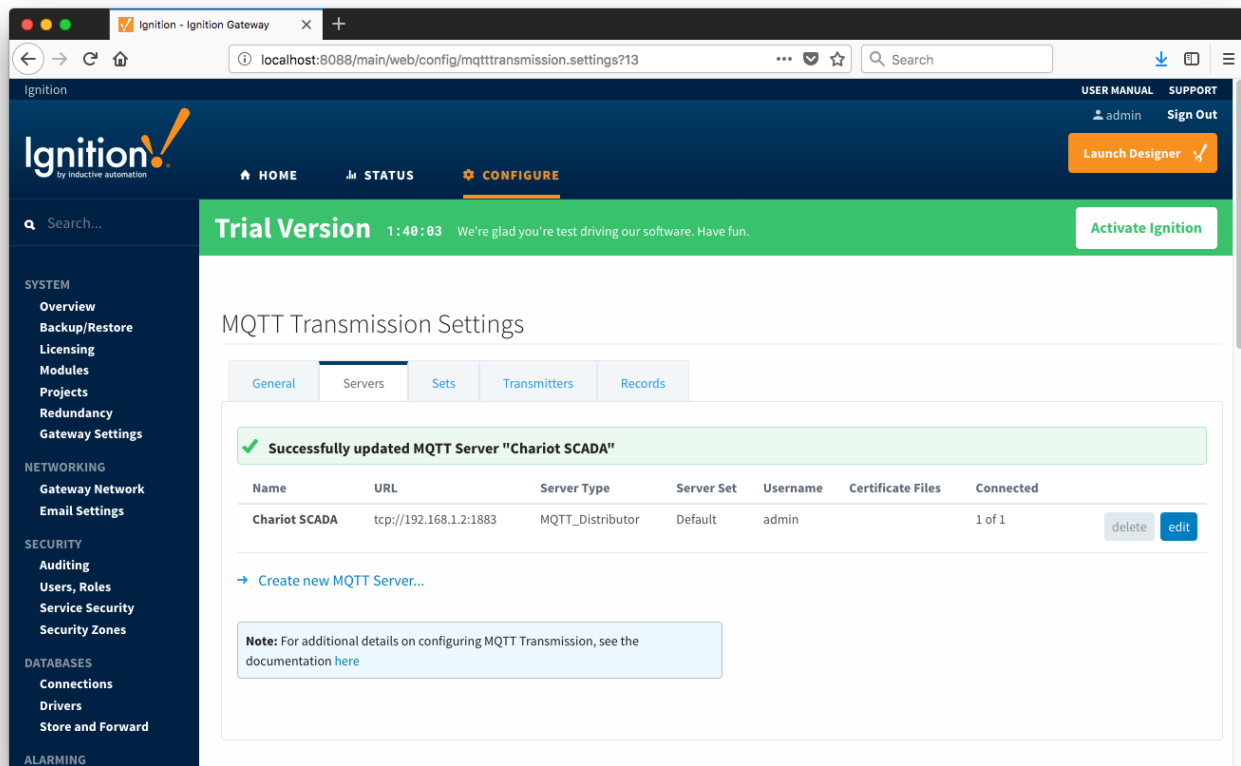 Ignition - Ignition Gateway
localhost:8088/main/web/config/mqtttransmission.settings?13
Search
Ignition
USER MANUAL SUPPORT
admin Sign Out
Ignition!
by inductive automation
Launch Designer
HOME STATUS CONFIGURE
Search...
Trial Version 1:40:03 We're glad you're test driving our software. Have fun.
Activate Ignition
SYSTEM
Overview
Backup/Restore
Licensing
Modules
Projects
Redundancy
Gateway Settings
NETWORKING
Gateway Network
Email Settings
SECURITY
Auditing
Users, Roles
Service Security
Security Zones
DATABASES
Connections
Drivers
Store and Forward
ALARMING
MQTT Transmission Settings
General Servers Sets Transmitters Records
Successfully updated MQTT Server "Chariot SCADA"
Name URL Server Type Server Set Username Certificate Files Connected
Chariot SCADA tcp://192.168.1.2:1883 MQTT_Distributor Default admin 1 of 1 delete edit
Create new MQTT Server...
Note: For additional details on configuring MQTT Transmission, see the
documentation here